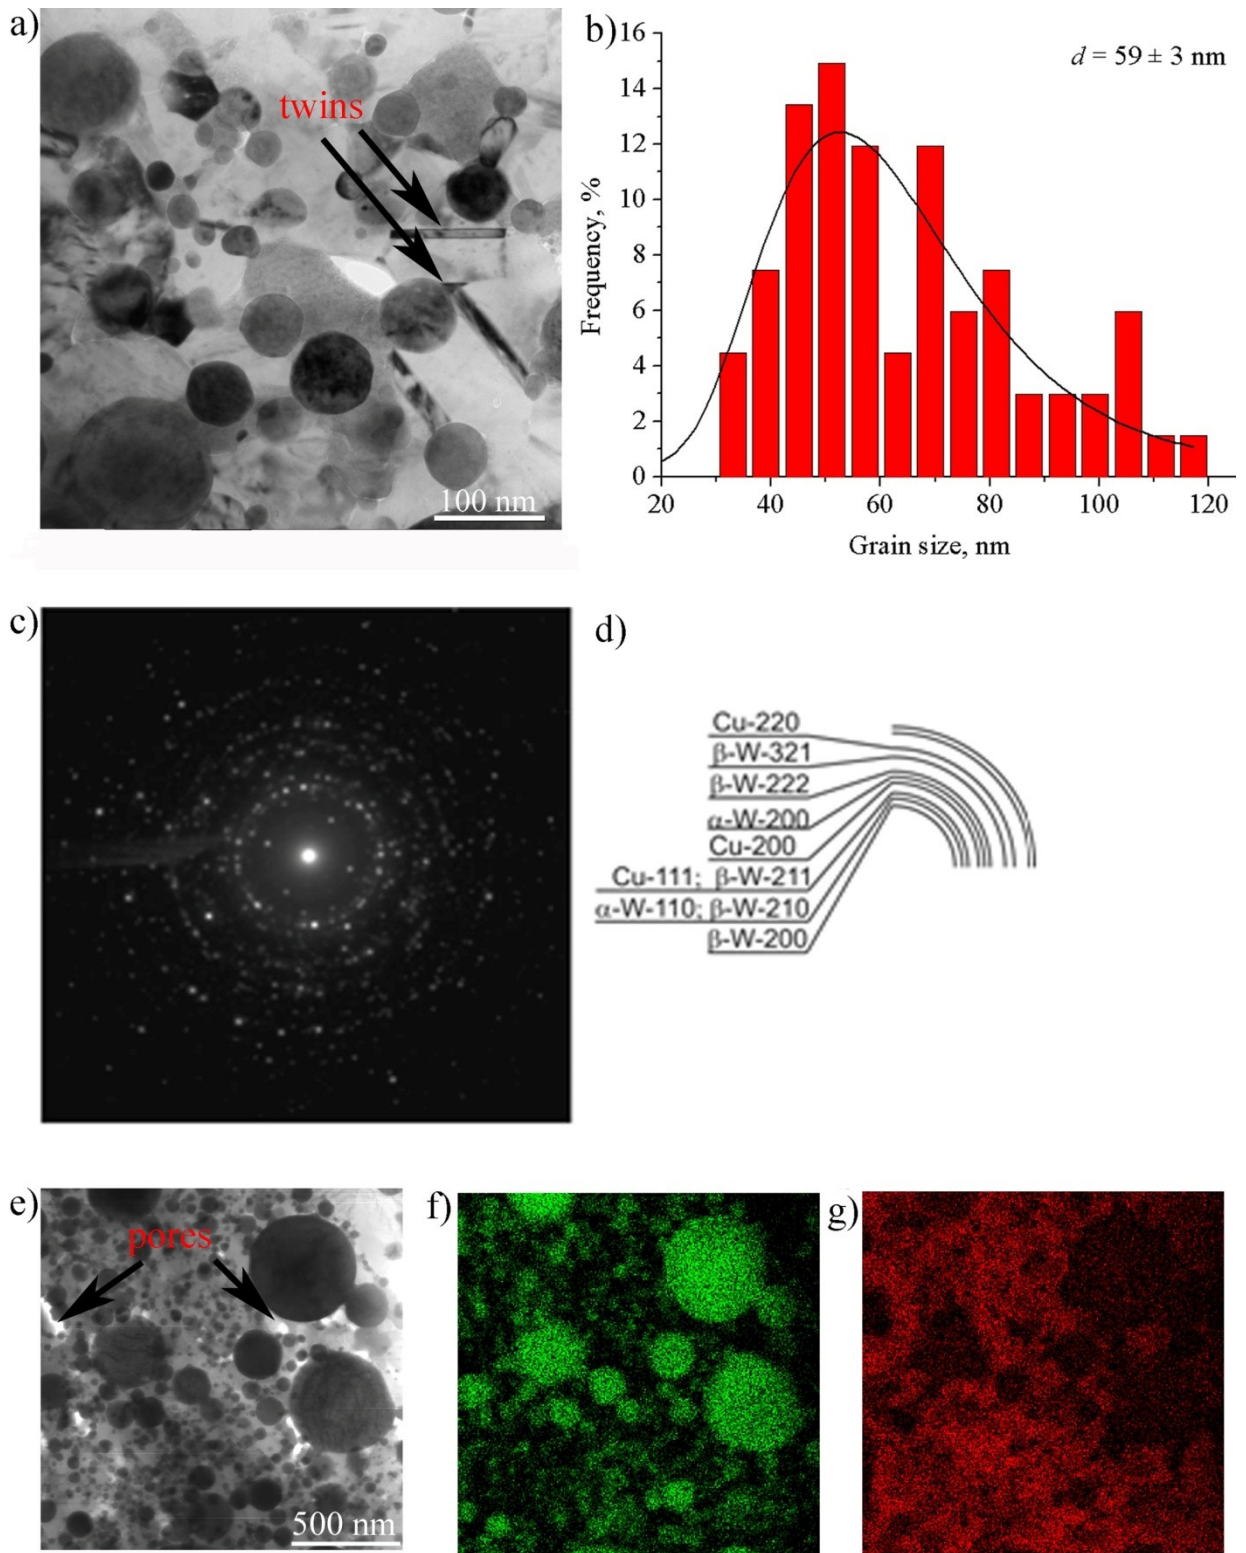 a)
twins
100 nm
b)
d = 59 ± 3 nm
16
14
12
10
8
6
4
2
0
20
40
60
80
100
120
Frequency, %
Grain size, nm
c)
d)
Cu-220
β-W-321
β-W-222
α-W-200
Cu-200
Cu-111; β-W-211
α-W-110; β-W-210
β-W-200
e)
pores
500 nm
f)
g)